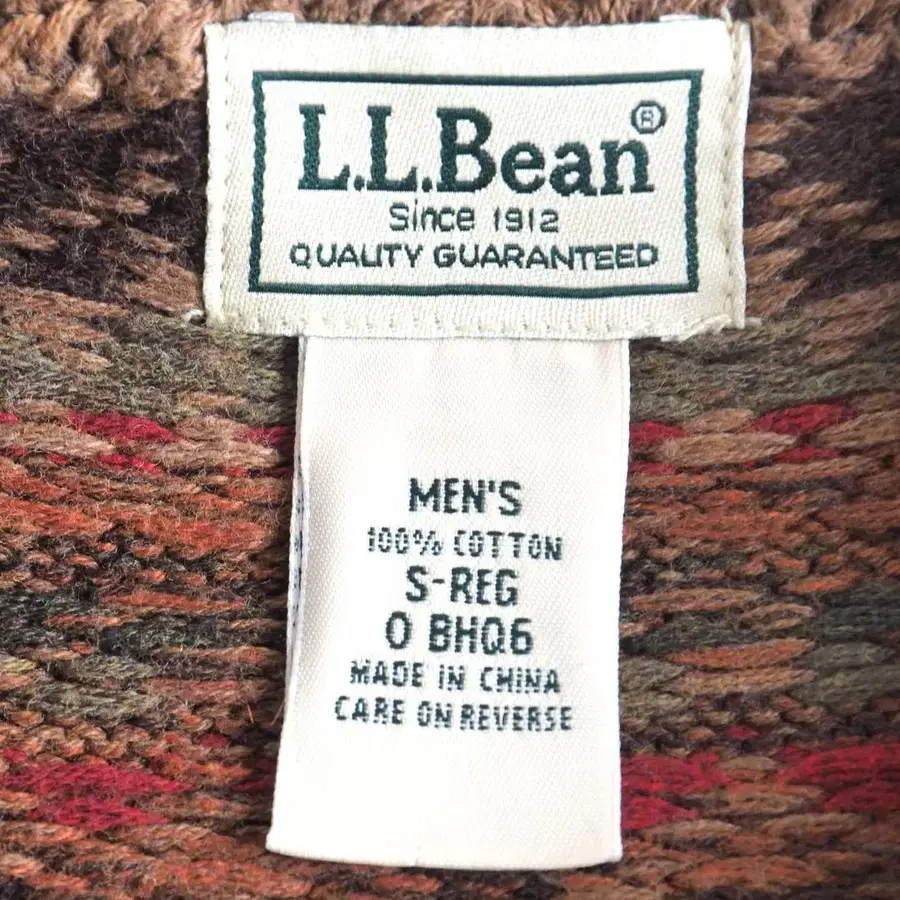 L.L.Bean®
Since 1912
QUALITY GUARANTEED
MEN'S
100% COTTON
S-REG
0 BHQ6
MADE IN CHINA
CARE ON REVERSE